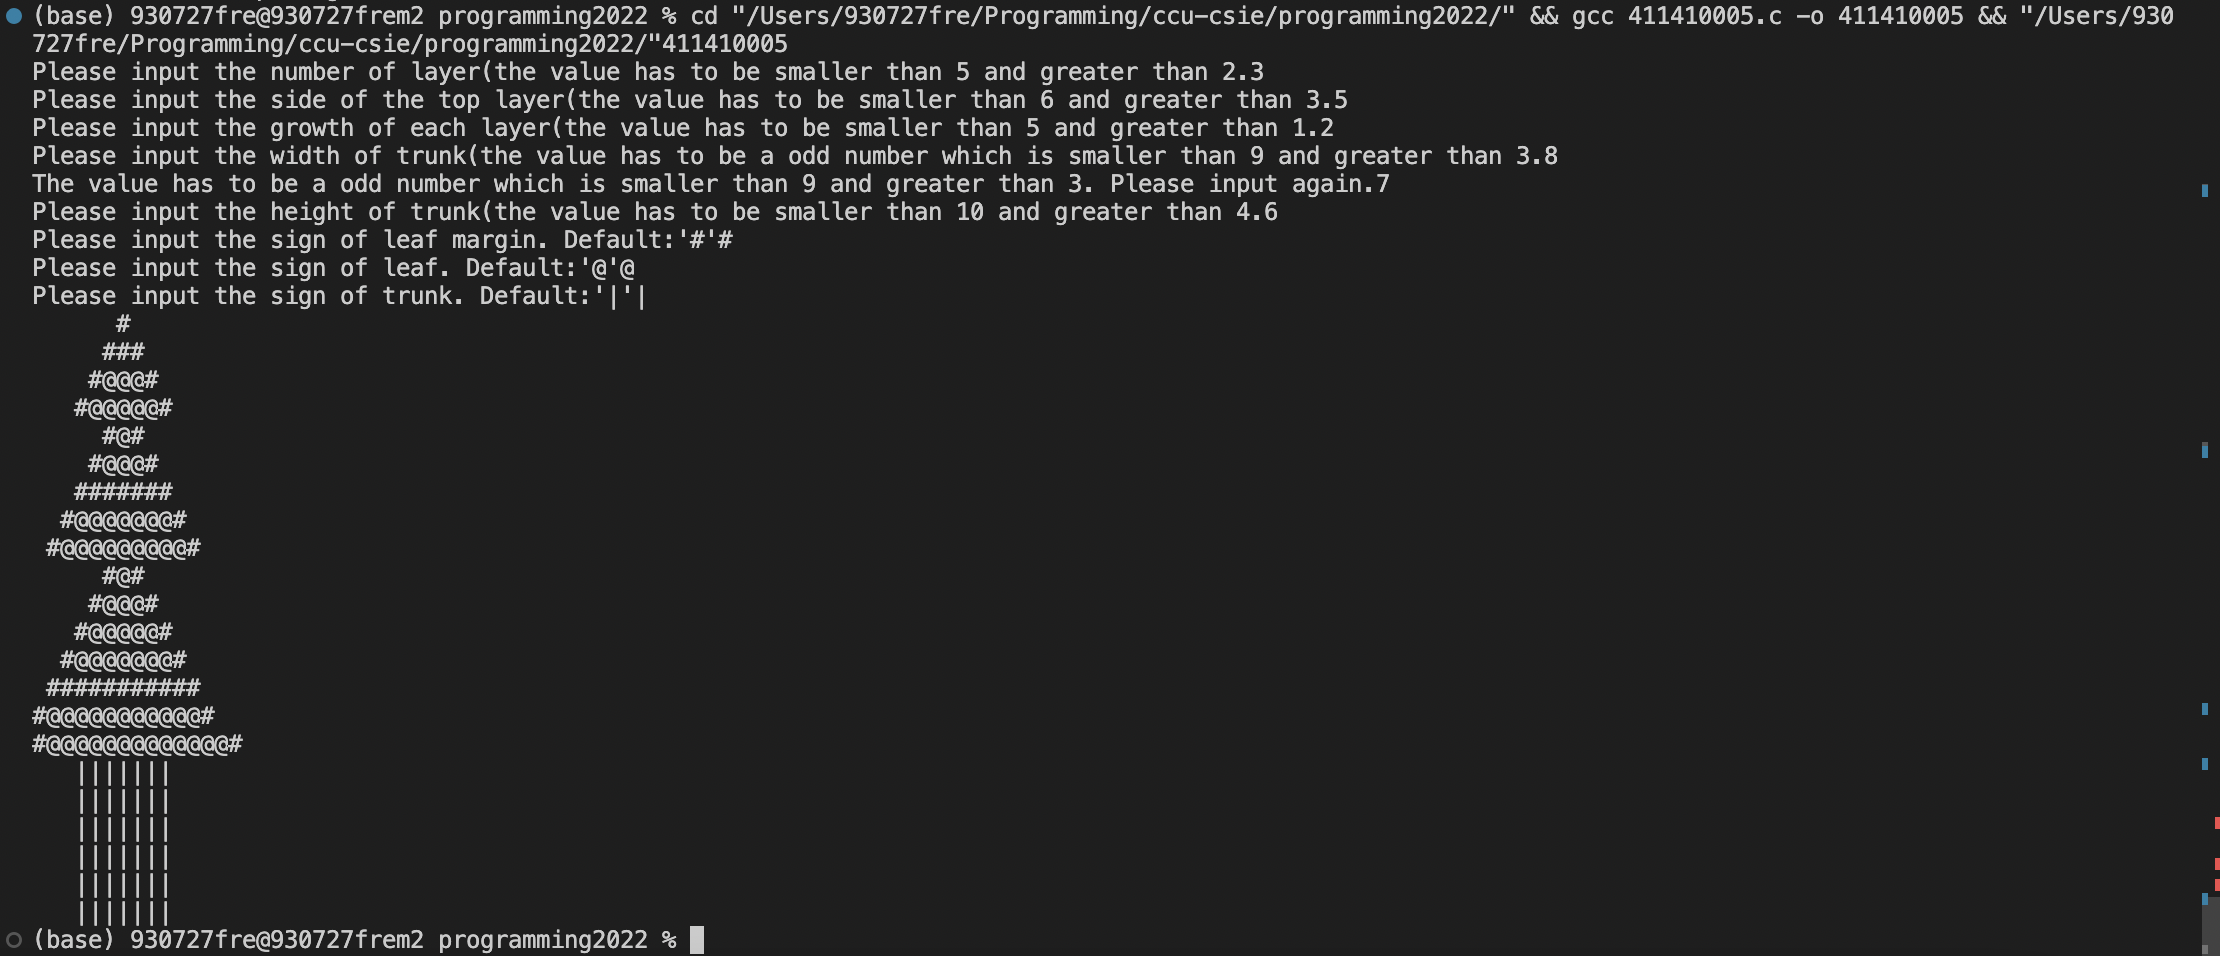 (base) 930727fre@930727frem2 programming2022 % cd "/Users/930727fre/Programming/ccu-csie/programming2022/" && gcc 411410005.c -o 411410005 && "/Users/930
727fre/Programming/ccu-csie/programming2022/"411410005
Please input the number of layer(the value has to be smaller than 5 and greater than 2.3
Please input the side of the top layer(the value has to be smaller than 6 and greater than 3.5
Please input the growth of each layer(the value has to be smaller than 5 and greater than 1.2
Please input the width of trunk(the value has to be a odd number which is smaller than 9 and greater than 3.8
The value has to be a odd number which is smaller than 9 and greater than 3. Please input again.7
Please input the height of trunk(the value has to be smaller than 10 and greater than 4.6
Please input the sign of leaf margin. Default:'#'#
Please input the sign of leaf. Default:'@'@
Please input the sign of trunk. Default:'|'|
      #
     ###
    #@@@#
   #@@@@@#
     #@#
    #@@@#
   #######
  #@@@@@@@#
 #@@@@@@@@@#
     #@#
    #@@@#
   #@@@@@#
  #@@@@@@@#
 ###########
#@@@@@@@@@@@#
#@@@@@@@@@@@@@#
   |||||||
   |||||||
   |||||||
   |||||||
   |||||||
   |||||||
(base) 930727fre@930727frem2 programming2022 %